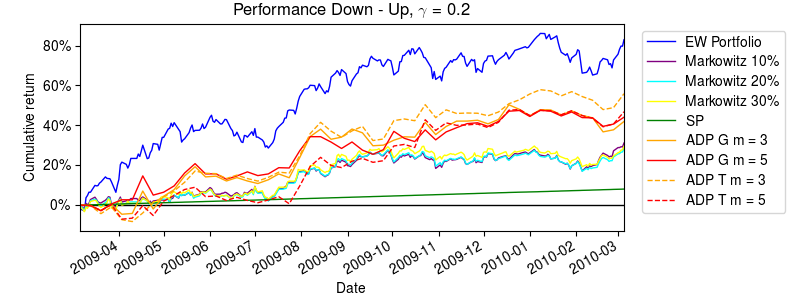 Performance Down - Up, γ = 0.2
Cumulative return
80%
60%
40%
20%
0%
2009-04
2009-05
2009-06
2009-07
2009-08
2009-09
2009-10
2009-11
2009-12
2010-01
2010-02
2010-03
Date
EW Portfolio
Markowitz 10%
Markowitz 20%
Markowitz 30%
SP
ADP G m = 3
ADP G m = 5
ADP T m = 3
ADP T m = 5